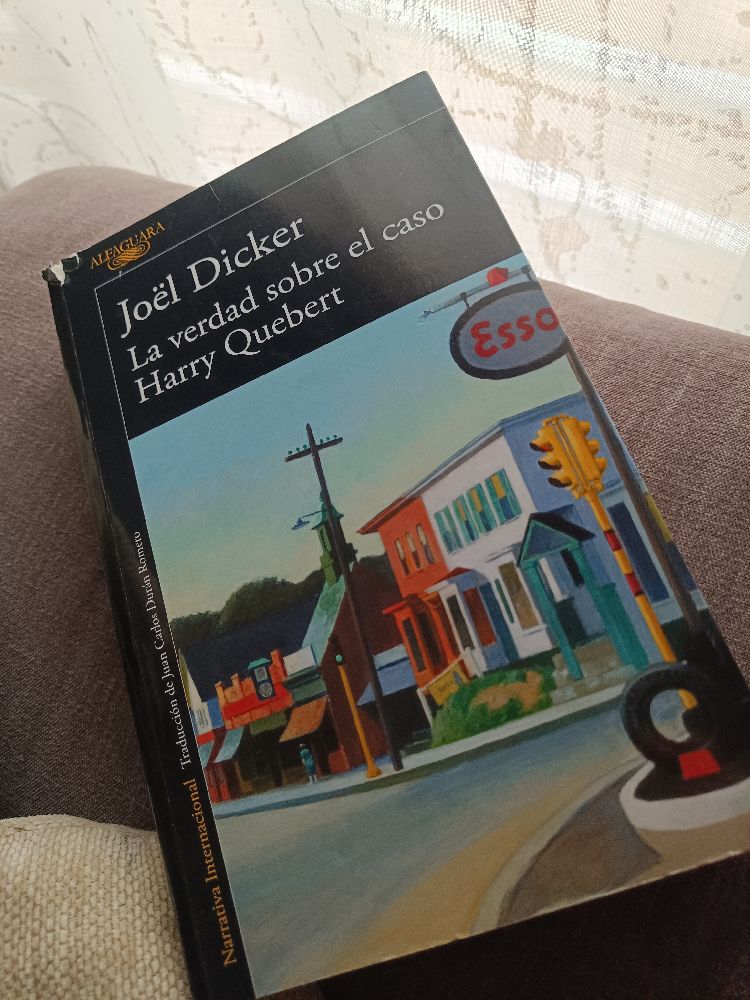 ALFAGUARA
Joël Dicker
La verdad sobre el caso
Harry Quebert
Esso
Narrativa Internacional Traducción de Juan Carlos Durán Romero